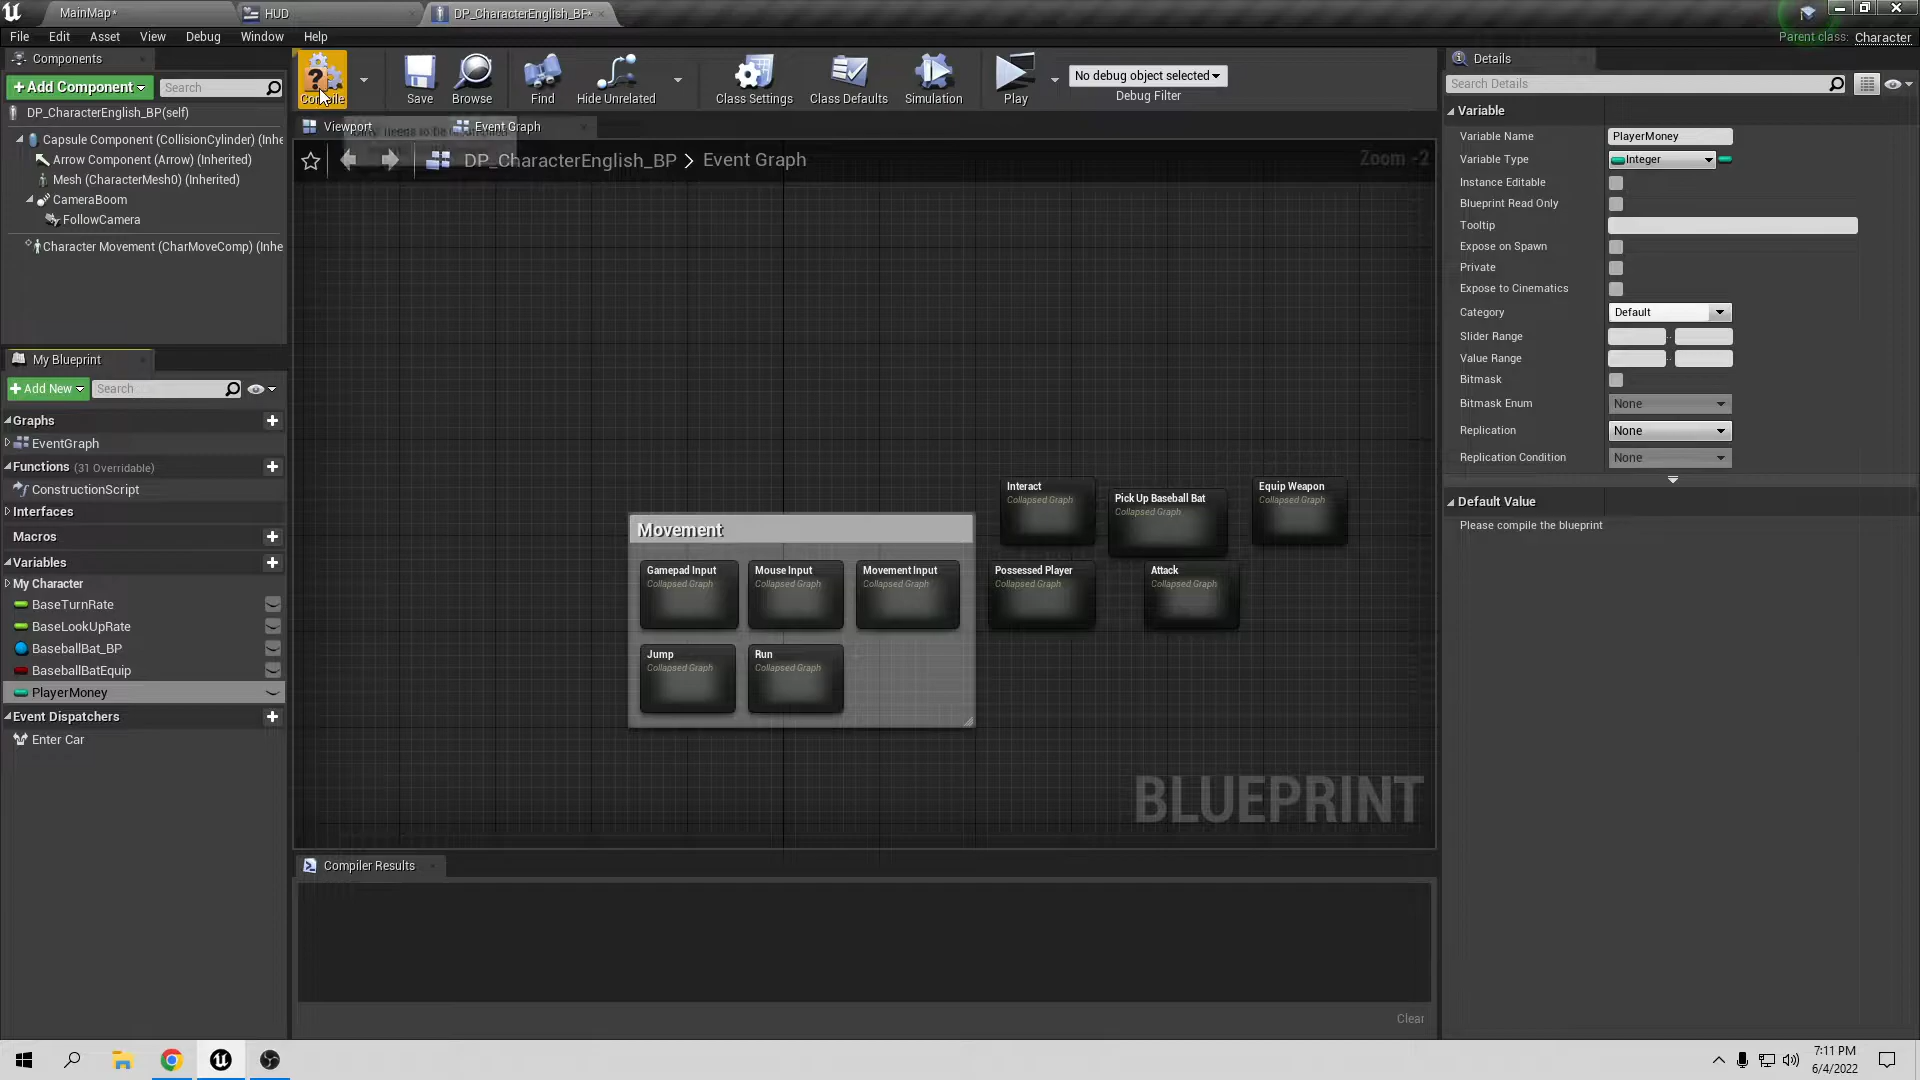 MainMap*
HUD
DP_CharacterEnglish_BP*
File Edit Asset View Debug Window Help
Parent class: Character
Components
+Add Component
Search
DP_CharacterEnglish_BP(self)
Capsule Component (CollisionCylinder) (Inhe
Arrow Component (Arrow) (Inherited)
Mesh (CharacterMesh0) (Inherited)
CameraBoom
FollowCamera
Character Movement (CharMoveComp) (Inhe
My Blueprint
+Add New
Search
Graphs
EventGraph
Functions (31 Overridable)
ConstructionScript
Interfaces
Macros
Variables
My Character
BaseTurnRate
BaseLookUpRate
BaseballBat_BP
BaseballBatEquip
PlayerMoney
Event Dispatchers
Enter Car
Compile
Save
Browse
Find
Hide Unrelated
Class Settings
Class Defaults
Simulation
Play
No debug object selected
Debug Filter
Viewport
Event Graph
DP_CharacterEnglish_BP > Event Graph
Zoom -2
Movement
Gamepad Input
Collapsed Graph
Mouse Input
Collapsed Graph
Movement Input
Collapsed Graph
Jump
Collapsed Graph
Run
Collapsed Graph
Interact
Collapsed Graph
Pick Up Baseball Bat
Collapsed Graph
Equip Weapon
Collapsed Graph
Possessed Player
Collapsed Graph
Attack
Collapsed Graph
BLUEPRINT
Compiler Results
Clear
Details
Search Details
Variable
Variable Name PlayerMoney
Variable Type Integer
Instance Editable
Blueprint Read Only
Tooltip
Expose on Spawn
Private
Expose to Cinematics
Category Default
Slider Range
Value Range
Bitmask
Bitmask Enum None
Replication None
Replication Condition None
Default Value
Please compile the blueprint
7:11 PM
6/4/2022